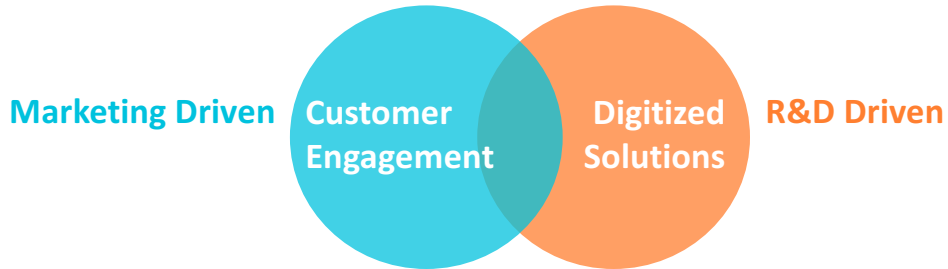 Marketing Driven
Customer
Engagement
Digitized
Solutions
R&D Driven